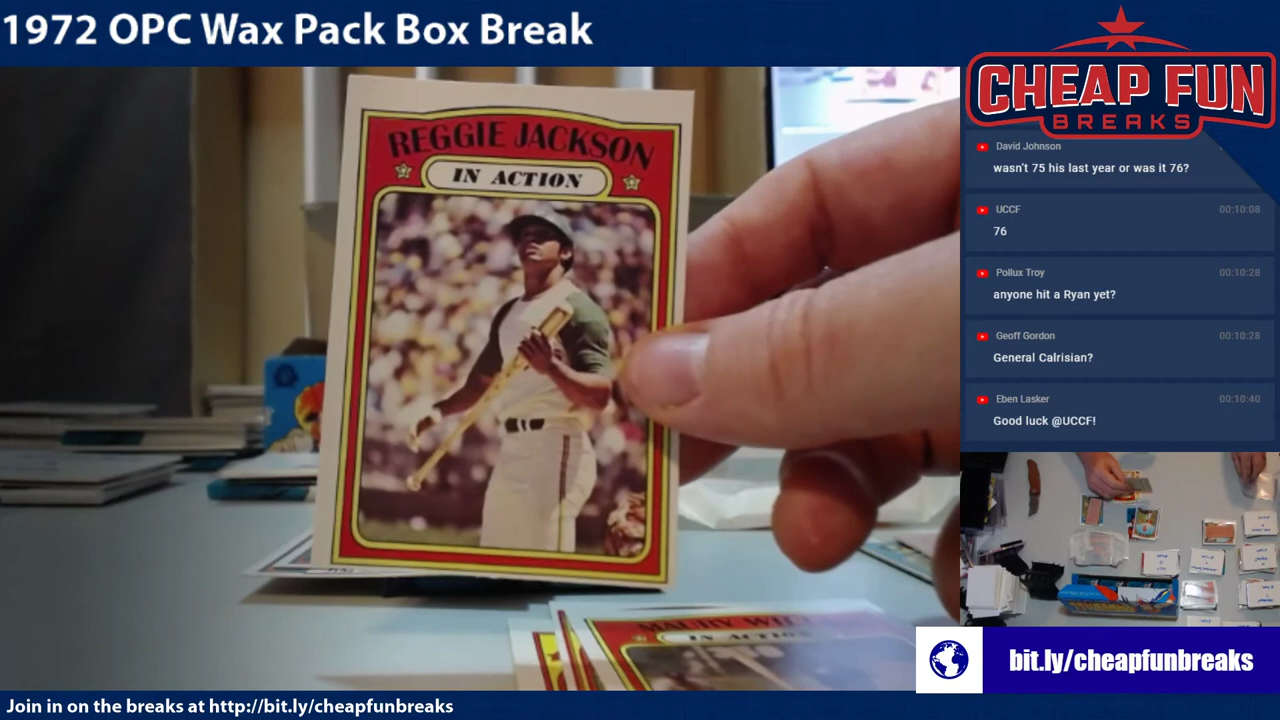 1972 OPC Wax Pack Box Break
CHEAP FUN
BREAKS
REGGIE JACKSON
IN ACTION
David Johnson
wasn't 75 his last year or was it 76?
UCCF 00:10:08
76
Pollux Troy 00:10:28
anyone hit a Ryan yet?
Geoff Gordon 00:10:28
General Calrisian?
Eben Lasker 00:10:40
Good luck @UCCF!
MAURY
IN ACTION
bit.ly/cheapfunbreaks
Join in on the breaks at http://bit.ly/cheapfunbreaks